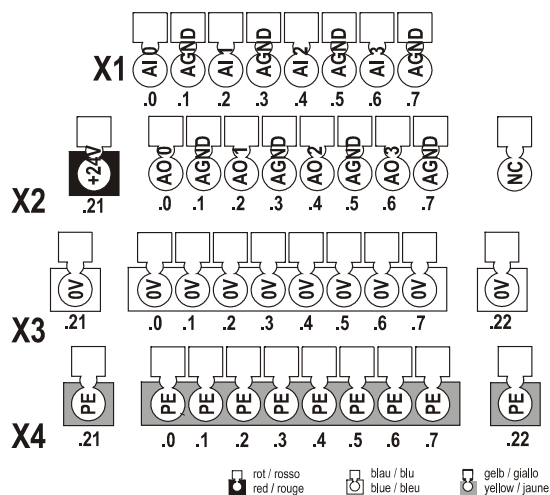 X1 AI 0 AGND AI 1 AGND AI 2 AGND AI 3 AGND
.0 .1 .2 .3 .4 .5 .6 .7
X2 +24V AO 0 AGND AO 1 AGND AO 2 AGND AO 3 AGND NC
.21 .0 .1 .2 .3 .4 .5 .6 .7
X3 0V 0V 0V 0V 0V 0V 0V 0V 0V 0V
.21 .0 .1 .2 .3 .4 .5 .6 .7 .22
X4 PE PE PE PE PE PE PE PE PE PE
.21 .0 .1 .2 .3 .4 .5 .6 .7 .22
rot / rosso
red / rouge
blau / blu
blue / bleu
gelb / giallo
yellow / jaune